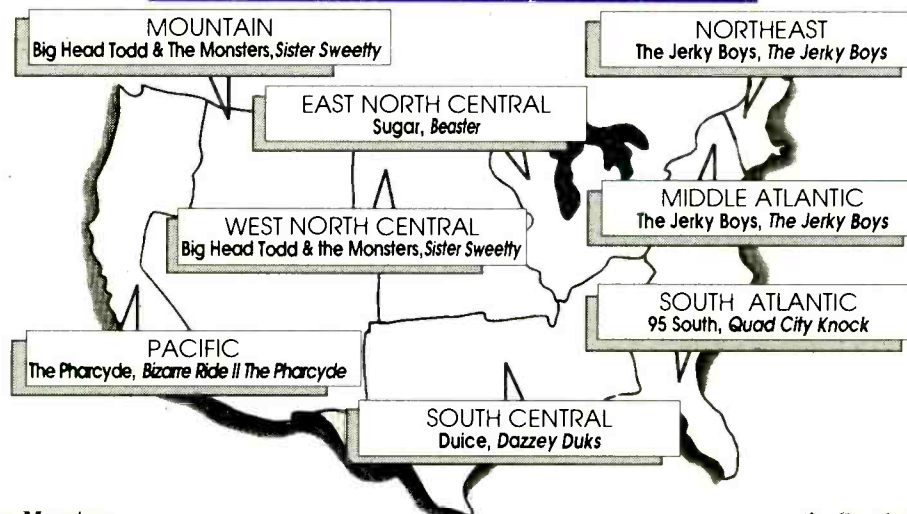 MOUNTAIN
Big Head Todd & The Monsters, Sister Sweetly
NORTHEAST
The Jerky Boys, The Jerky Boys
EAST NORTH CENTRAL
Sugar, Beaster
MIDDLE ATLANTIC
The Jerky Boys, The Jerky Boys
WEST NORTH CENTRAL
Big Head Todd & the Monsters, Sister Sweetly
SOUTH ATLANTIC
95 South, Quad City Knock
PACIFIC
The Pharcyde, Bizarre Ride II The Pharcyde
SOUTH CENTRAL
Duice, Dazzey Duks